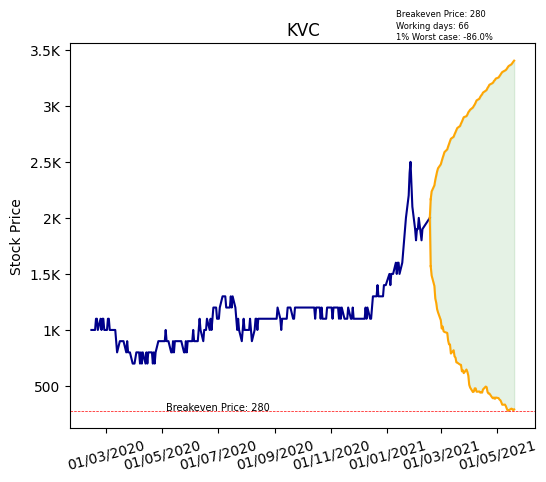 Breakeven Price: 280
Working days: 66
1% Worst case: -86.0%
KVC
Stock Price
3.5K
3K
2.5K
2K
1.5K
1K
500
Breakeven Price: 280
01/03/2020
01/05/2020
01/07/2020
01/09/2020
01/11/2020
01/01/2021
01/03/2021
01/05/2021